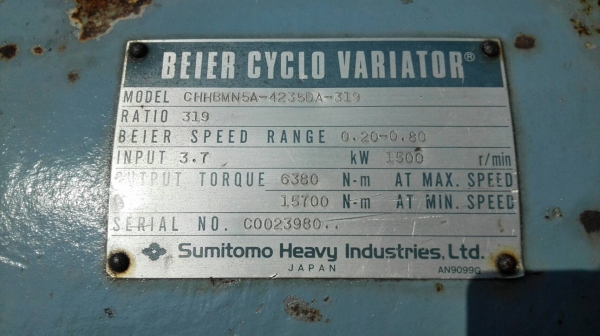 BEIER CYCLO VARIATOR®
MODEL CHHBMN5A-4235DA-319
RATIO 319
BEIER SPEED RANGE 0.20-0.80
INPUT 3.7 kW 1500 r/min
OUTPUT TORQUE 6380 N-m AT MAX. SPEED
15700 N-m AT MIN. SPEED
SERIAL NO. C0023980..
Sumitomo Heavy Industries, Ltd.
JAPAN
AN9099G